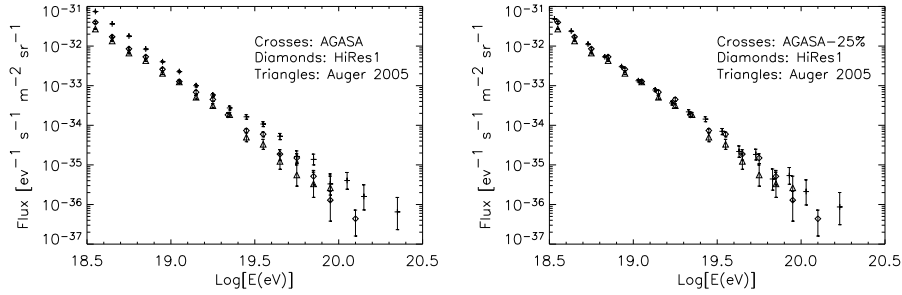 10−31
10−32
10−33
10−34
10−35
10−36
10−37
Flux [ev−1 s−1 m−2 sr−1
Crosses: AGASA
Diamonds: HiRes1
Triangles: Auger 2005
18.5 19.0 19.5 20.0 20.5
Log[E(eV)]
10−31
10−32
10−33
10−34
10−35
10−36
10−37
Flux [ev−1 s−1 m−2 sr−1
Crosses: AGASA−25%
Diamonds: HiRes1
Triangles: Auger 2005
18.5 19.0 19.5 20.0 20.5
Log[E(eV)]